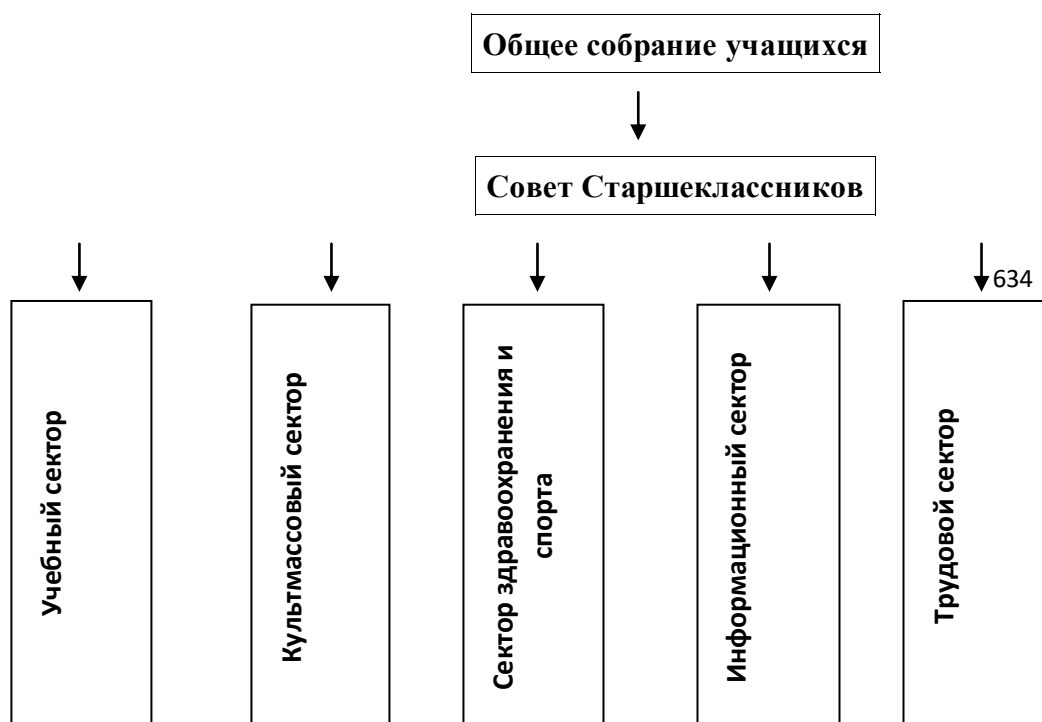 Общее собрание учащихся
Совет Старшеклассников
634
Учебный сектор
Культмассовый сектор
Сектор здравоохранения и
спорта
Информационный сектор
Трудовой сектор